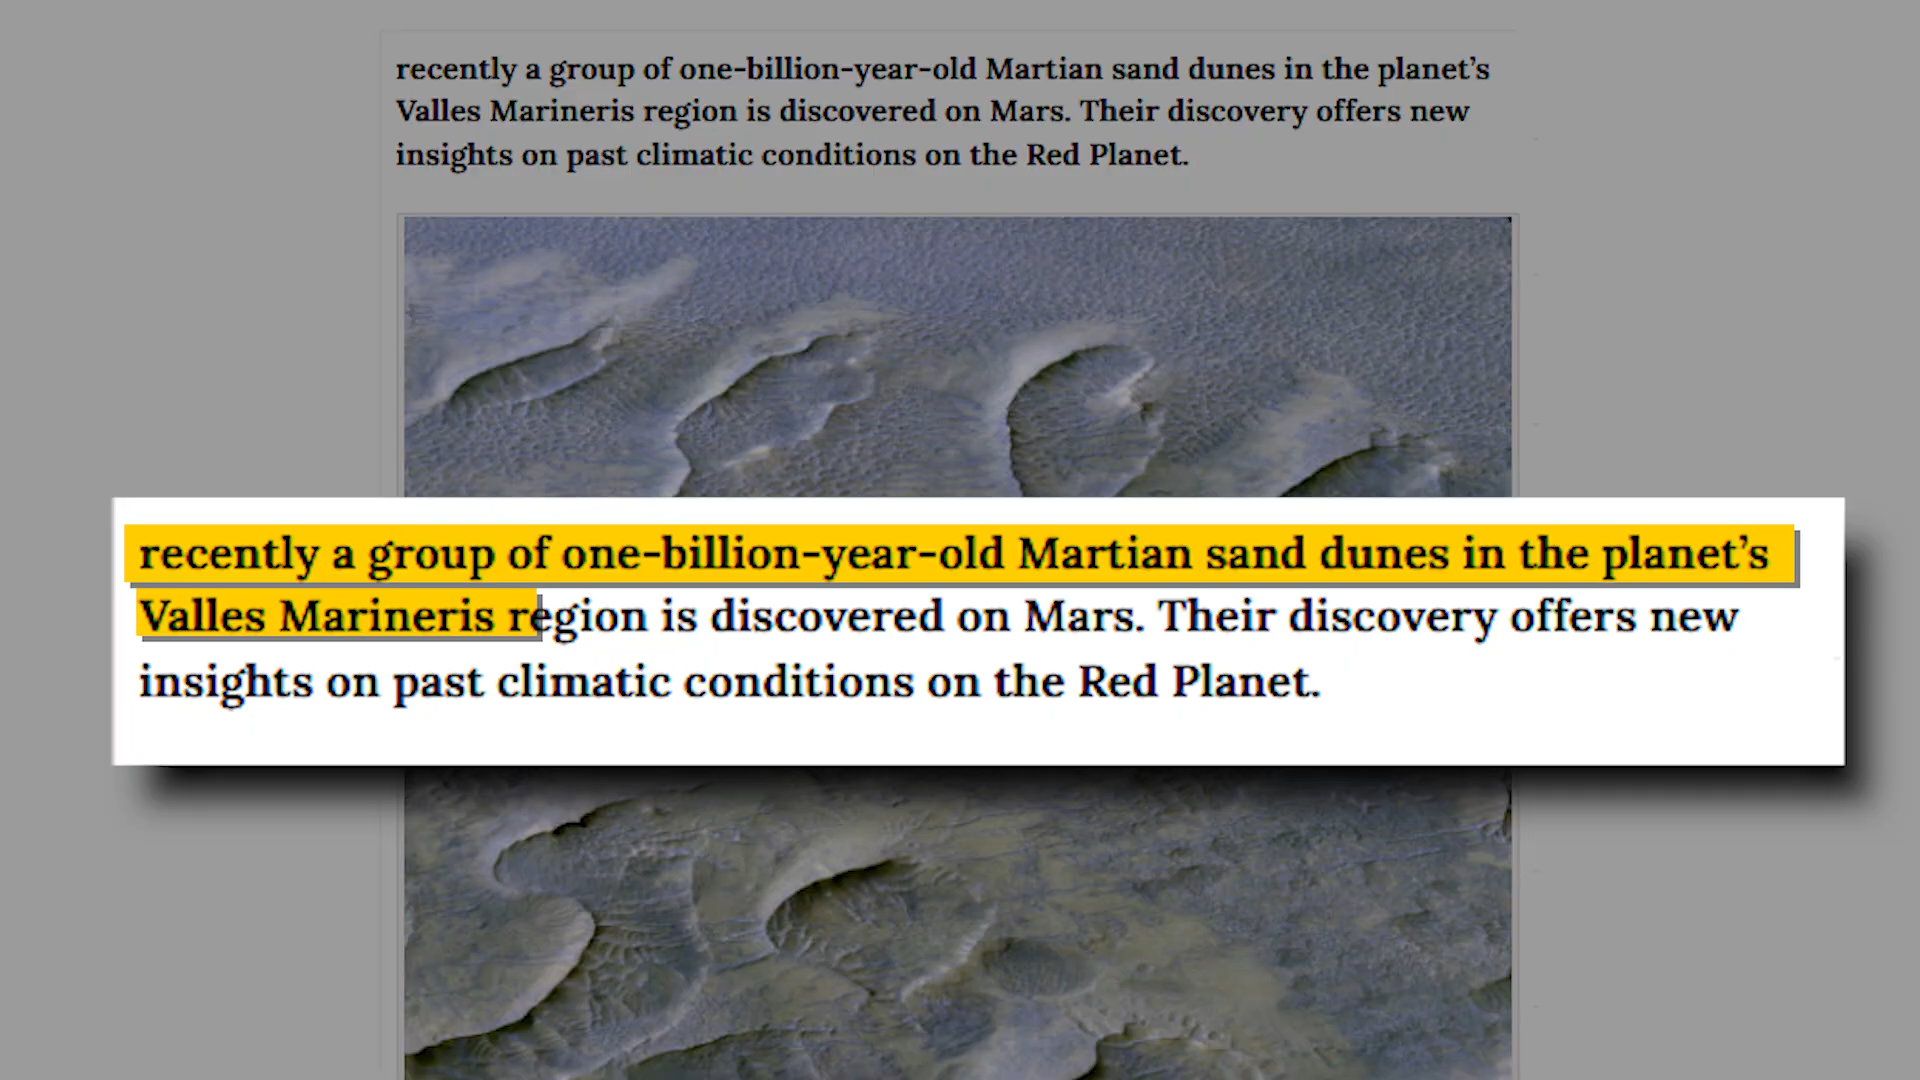 recently a group of one-billion-year-old Martian sand dunes in the planet’s
Valles Marineris region is discovered on Mars. Their discovery offers new
insights on past climatic conditions on the Red Planet.
recently a group of one-billion-year-old Martian sand dunes in the planet’s
Valles Marineris region is discovered on Mars. Their discovery offers new
insights on past climatic conditions on the Red Planet.